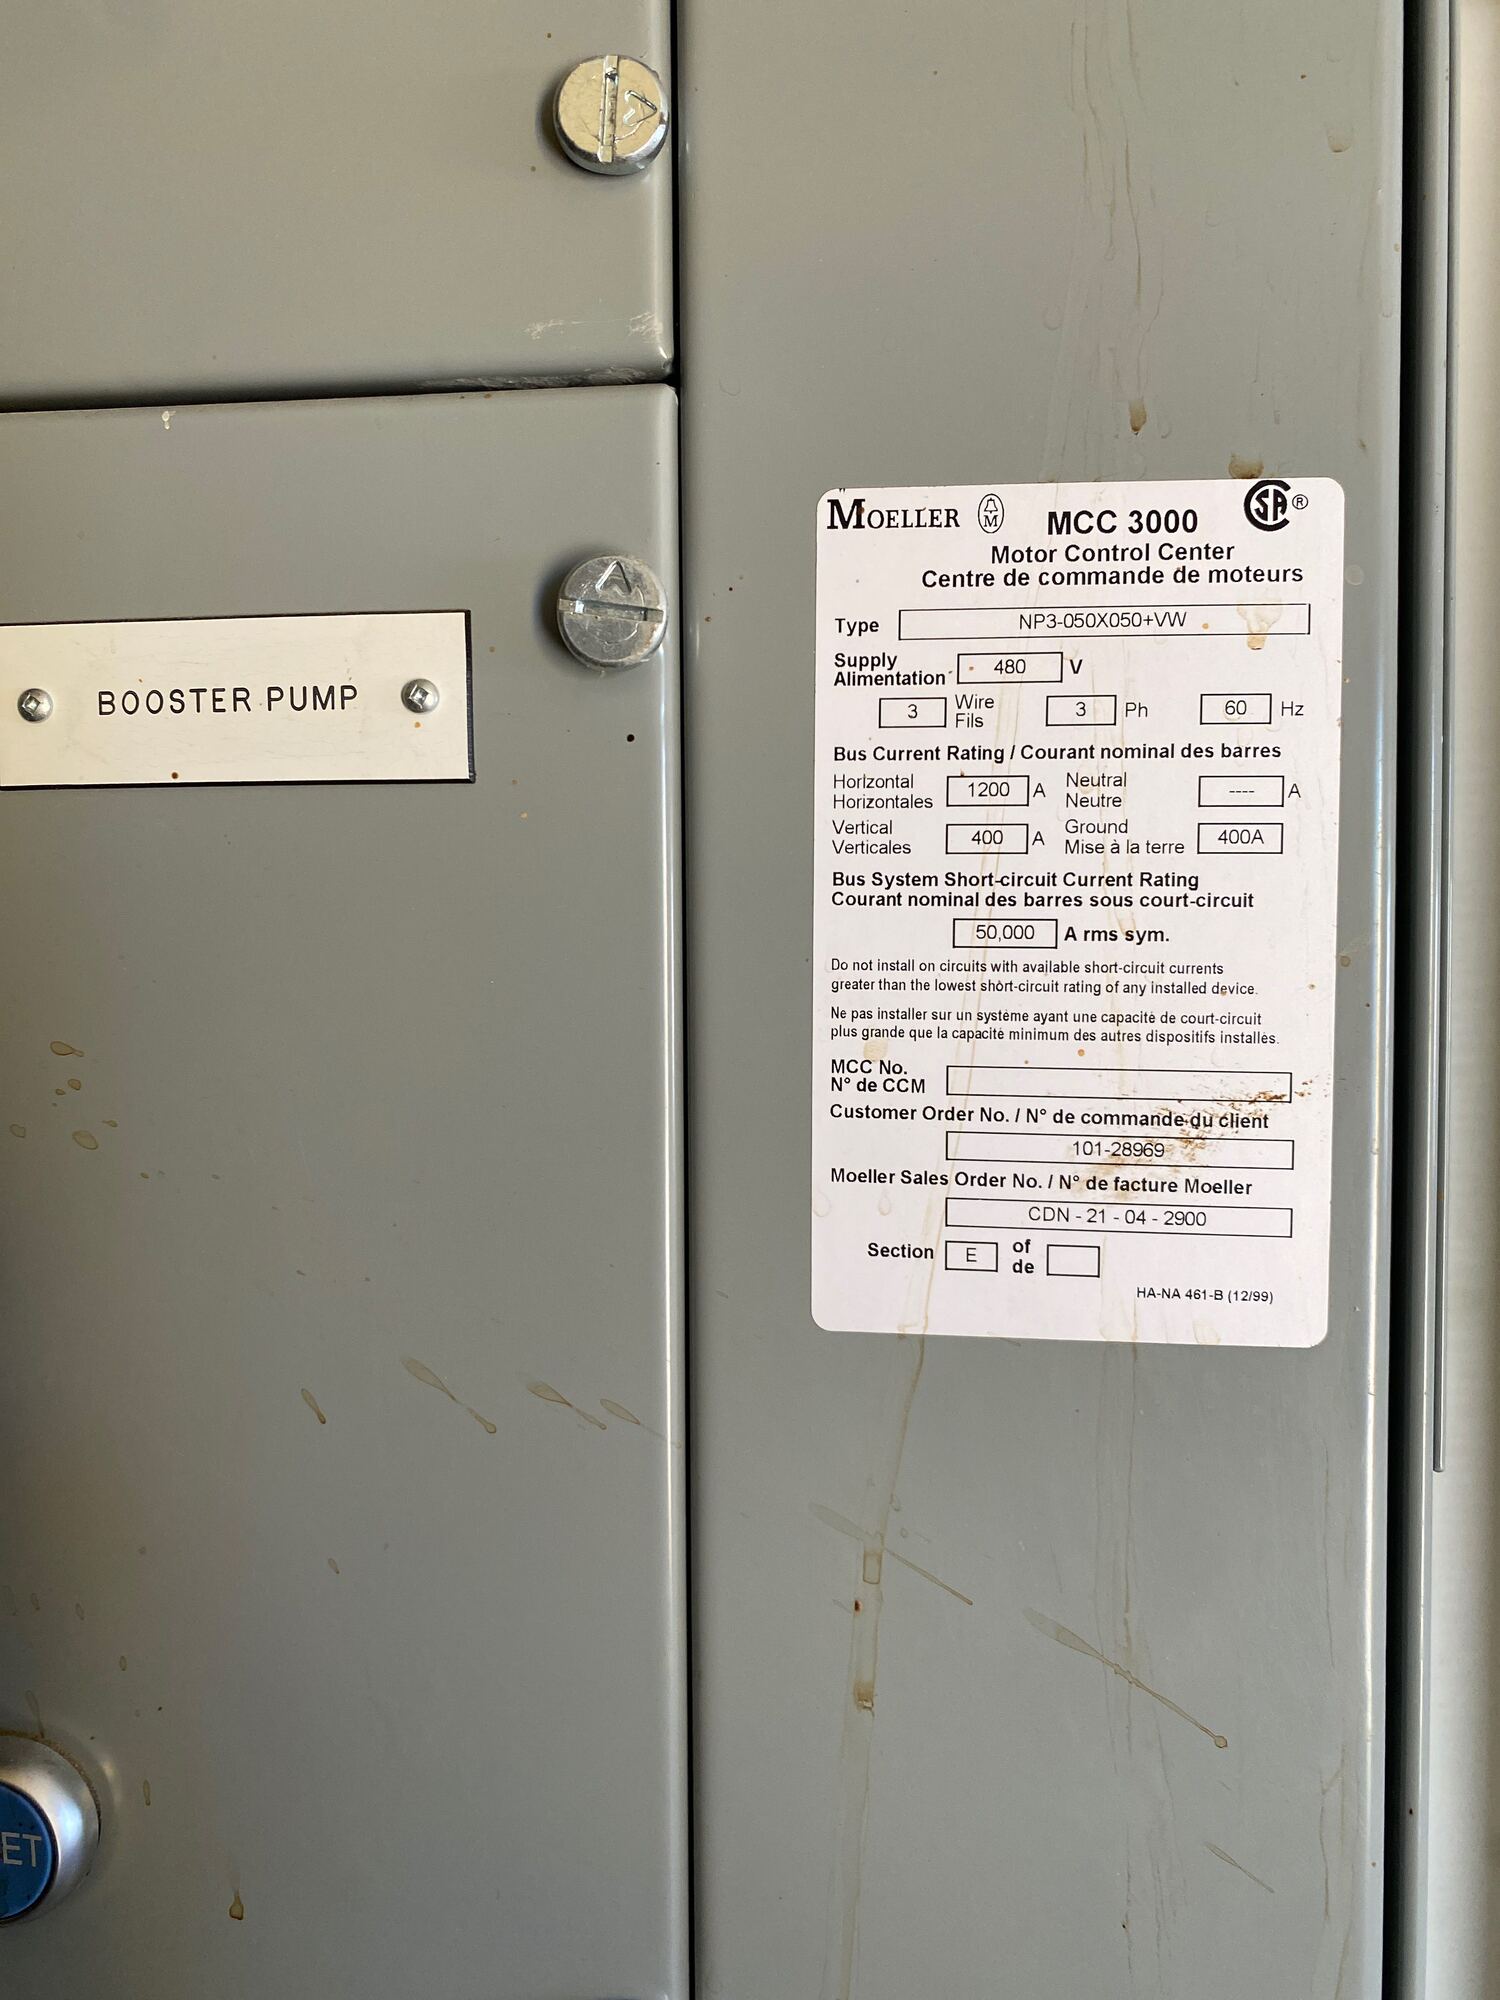 BOOSTER PUMP
ET
MOELLER M MCC 3000 SA ®
Motor Control Center
Centre de commande de moteurs
Type NP3-050X050+VW
Supply
Alimentation 480 V
3 Wire Fils 3 Ph 60 Hz
Bus Current Rating / Courant nominal des barres
Horizontal Horizontales 1200 A Neutral Neutre ---- A
Vertical Verticales 400 A Ground Mise à la terre 400A
Bus System Short-circuit Current Rating
Courant nominal des barres sous court-circuit
50,000 A rms sym.
Do not install on circuits with available short-circuit currents
greater than the lowest short-circuit rating of any installed device.
Ne pas installer sur un système ayant une capacité de court-circuit
plus grande que la capacité minimum des autres dispositifs installés.
MCC No.
N° de CCM
Customer Order No. / N° de commande du client
101-28969
Moeller Sales Order No. / N° de facture Moeller
CDN - 21 - 04 - 2900
Section E of de
HA-NA 461-B (12/99)